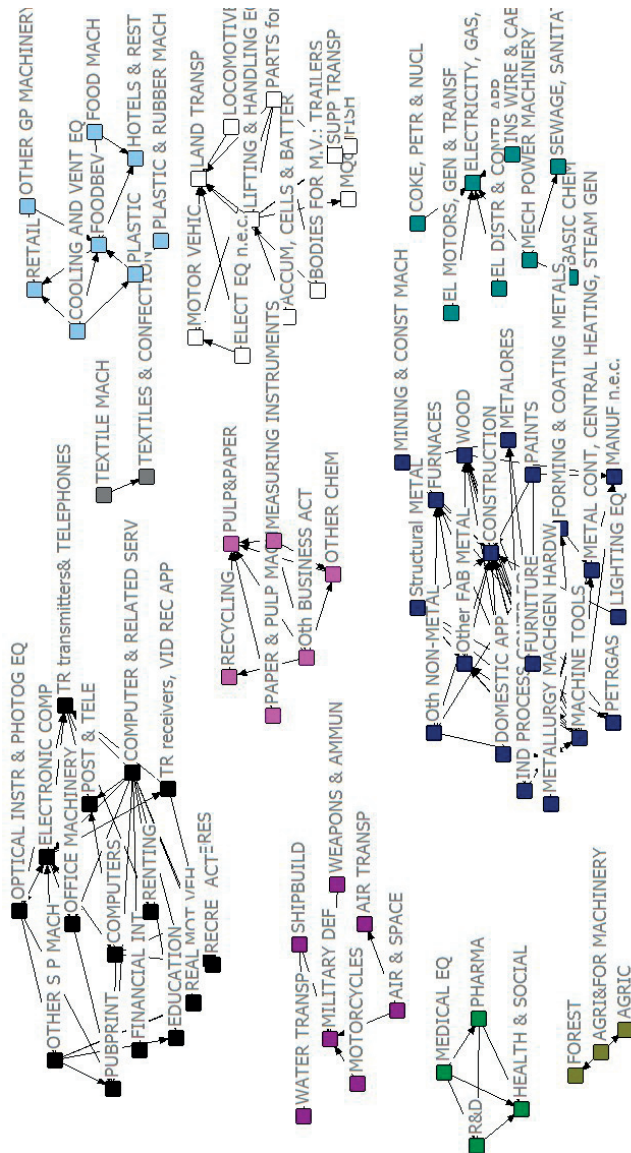 OTHER GP MACHINERY
RETAIL
COOLING AND VENT EQ
FOODBEV
FOOD MACH
HOTELS & REST
PLASTIC
PLASTIC & RUBBER MACH
MOTOR VEHIC
LAND TRANSP
LOCOMOTIVE
ELECT EQ n.e.c.
LIFTING & HANDLING EQ
PARTS for
ACCUM, CELLS & BATTER
BODIES FOR M.V.: TRAILERS
SUPP TRANSP
COKE, PETR & NUCL
EL MOTORS, GEN & TRANSF
ELECTRICITY, GAS,
EL DISTR & CONTR APP
INS WIRE & CAB
MECH POWER MACHINERY
SEWAGE, SANITAT
BASIC CHEM
TEXTILE MACH
TEXTILES & CONFECTION
RECYCLING
PULP&PAPER
PAPER & PULP MAC
MEASURING INSTRUMENTS
Oth BUSINESS ACT
OTHER CHEM
MINING & CONST MACH
Structural METAL
Oth NON-METAL
FURNACES
Other FAB METAL
WOOD
DOMESTIC APP
CONSTRUCTION
METALORES
IND PROCESS
FURNITURE
PAINTS
METALLURGY MACH
GEN HARDW
FORMING & COATING METALS
MACHINE TOOLS
METAL CONT, CENTRAL HEATING, STEAM GEN
PETRGAS
LIGHTING EQ
MANUF n.e.c.
OPTICAL INSTR & PHOTOG EQ
OTHER S P MACH
ELECTRONIC COMP
TR transmitters& TELEPHONES
OFFICE MACHINERY
POST & TELE
PUBPRINT
COMPUTERS
COMPUTER & RELATED SERV
FINANCIAL INT
RENTING
TR receivers, VID REC APP
EDUCATION
REAL
MOT VEH
RECRE
WATER TRANSP
SHIPBUILD
MILITARY DEF
WEAPONS & AMMUN
MOTORCYCLES
AIR TRANSP
AIR & SPACE
MEDICAL EQ
R&D
PHARMA
HEALTH & SOCIAL
FOREST
AGRI&FOR MACHINERY
AGRIC